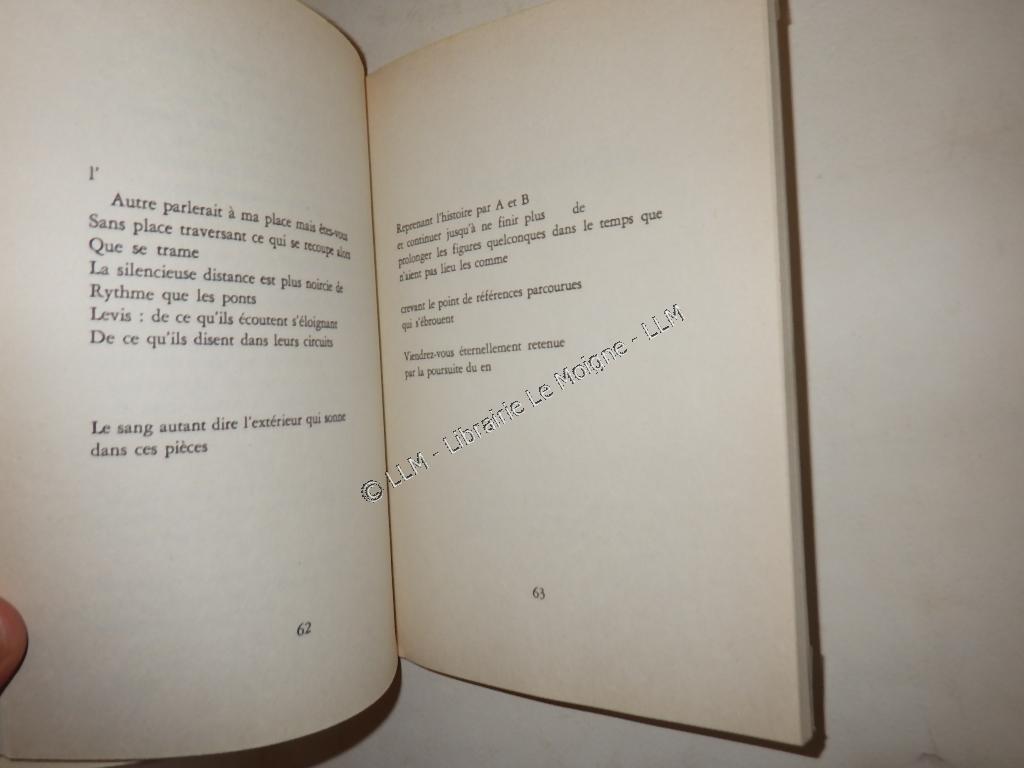 l'
Autre parlerait à ma place mais êtes-vous
Sans place traversant ce qui se recoupe alors
Que se trame
La silencieuse distance est plus noircie de
Rythme que les ponts
Levis : de ce qu'ils écoutent s'éloignant
De ce qu'ils disent dans leurs circuits
Le sang autant dire l'extérieur qui sonne
dans ces pièces
62
Reprenant l'histoire par A et B
et continuer jusqu'à ne finir plus de
prolonger les figures quelconques dans le temps que
n'aient pas lieu les comme
crevant le point de références parcourues
qui s'ébrouent
Viendrez-vous éternellement retenue
par la poursuite du en
63
© LLM - Librairie Le Moigne - LLM